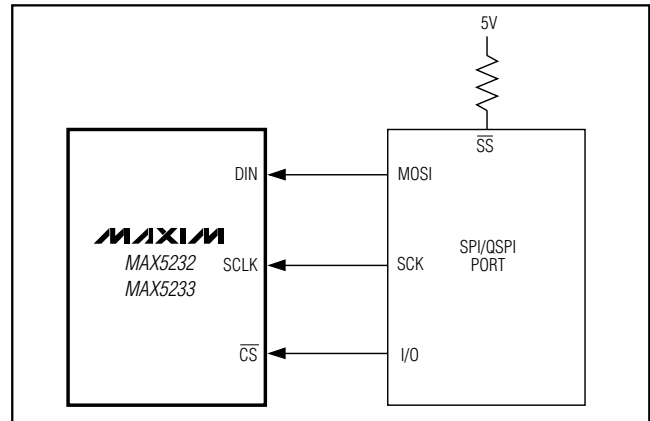 5V
SS
DIN
MOSI
MAXIM
MAX5232
MAX5233
SCLK
SCK
SPI/QSPI
PORT
CS
I/O